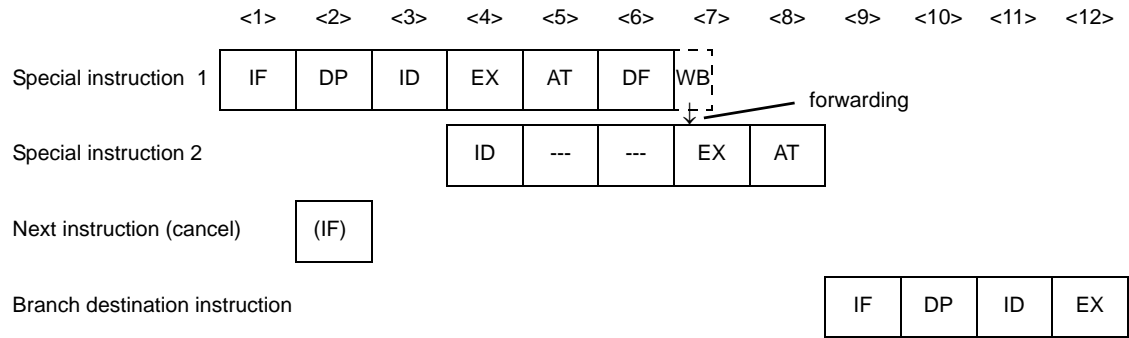 <1> <2> <3> <4> <5> <6> <7> <8> <9> <10> <11> <12>
Special instruction 1 IF DP ID EX AT DF WB
forwarding
Special instruction 2 ID --- --- EX AT
Next instruction (cancel) (IF)
Branch destination instruction IF DP ID EX